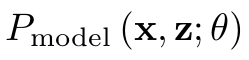 P_model (x, z; θ)